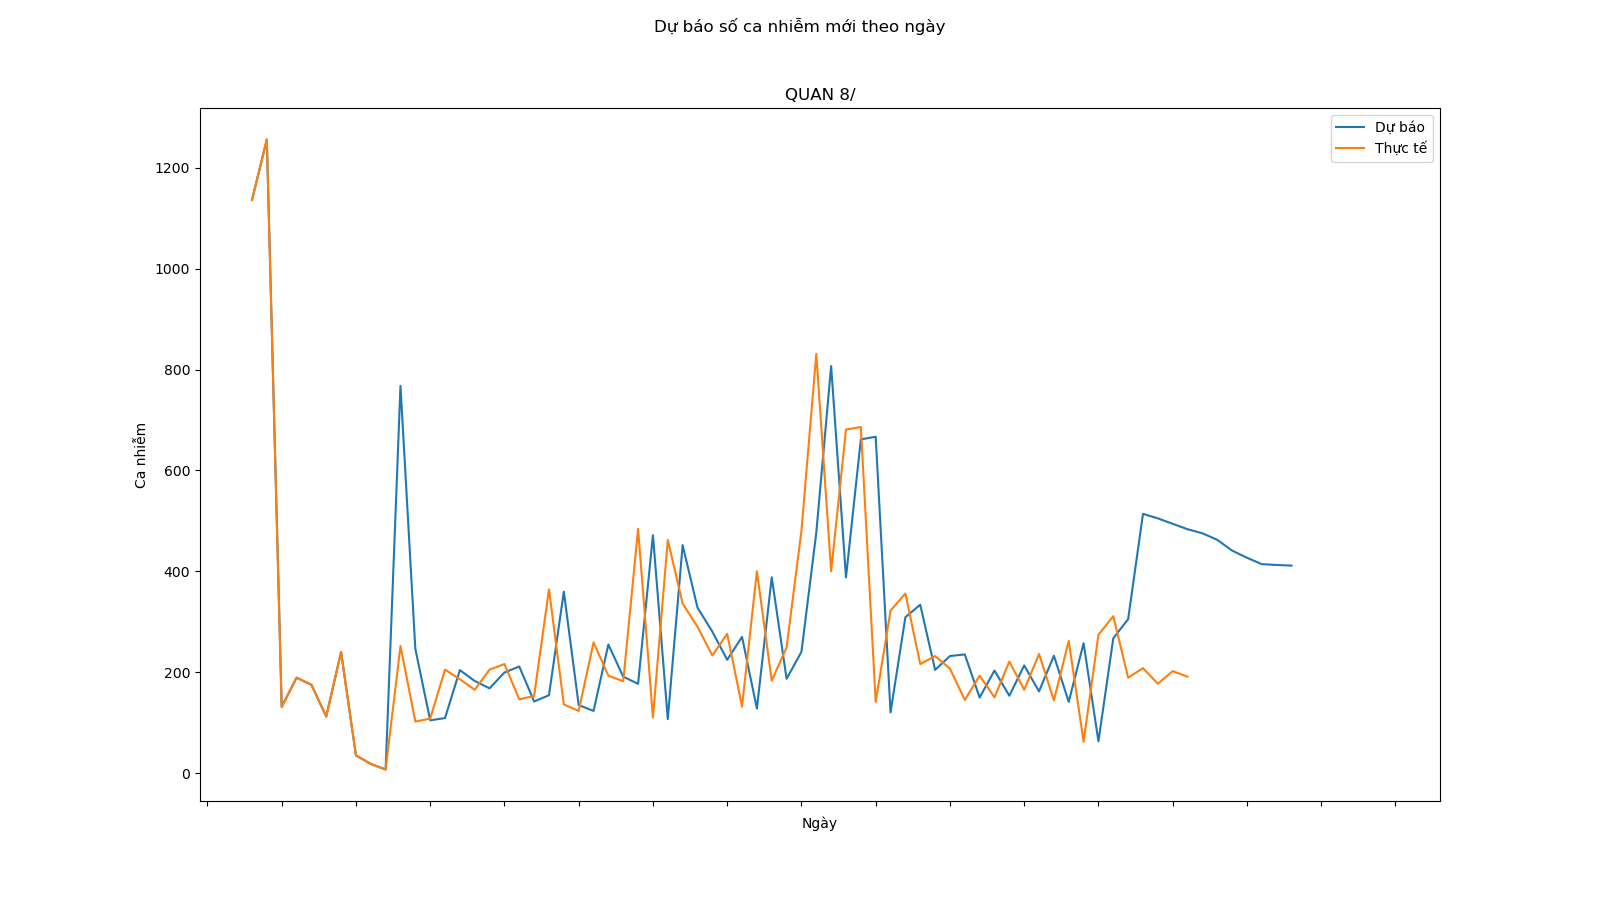 Dự báo số ca nhiễm mới theo ngày
QUAN 8/
Dự báo
Thực tế
1200
1000
800
600
400
200
0
Ca nhiễm
Ngày